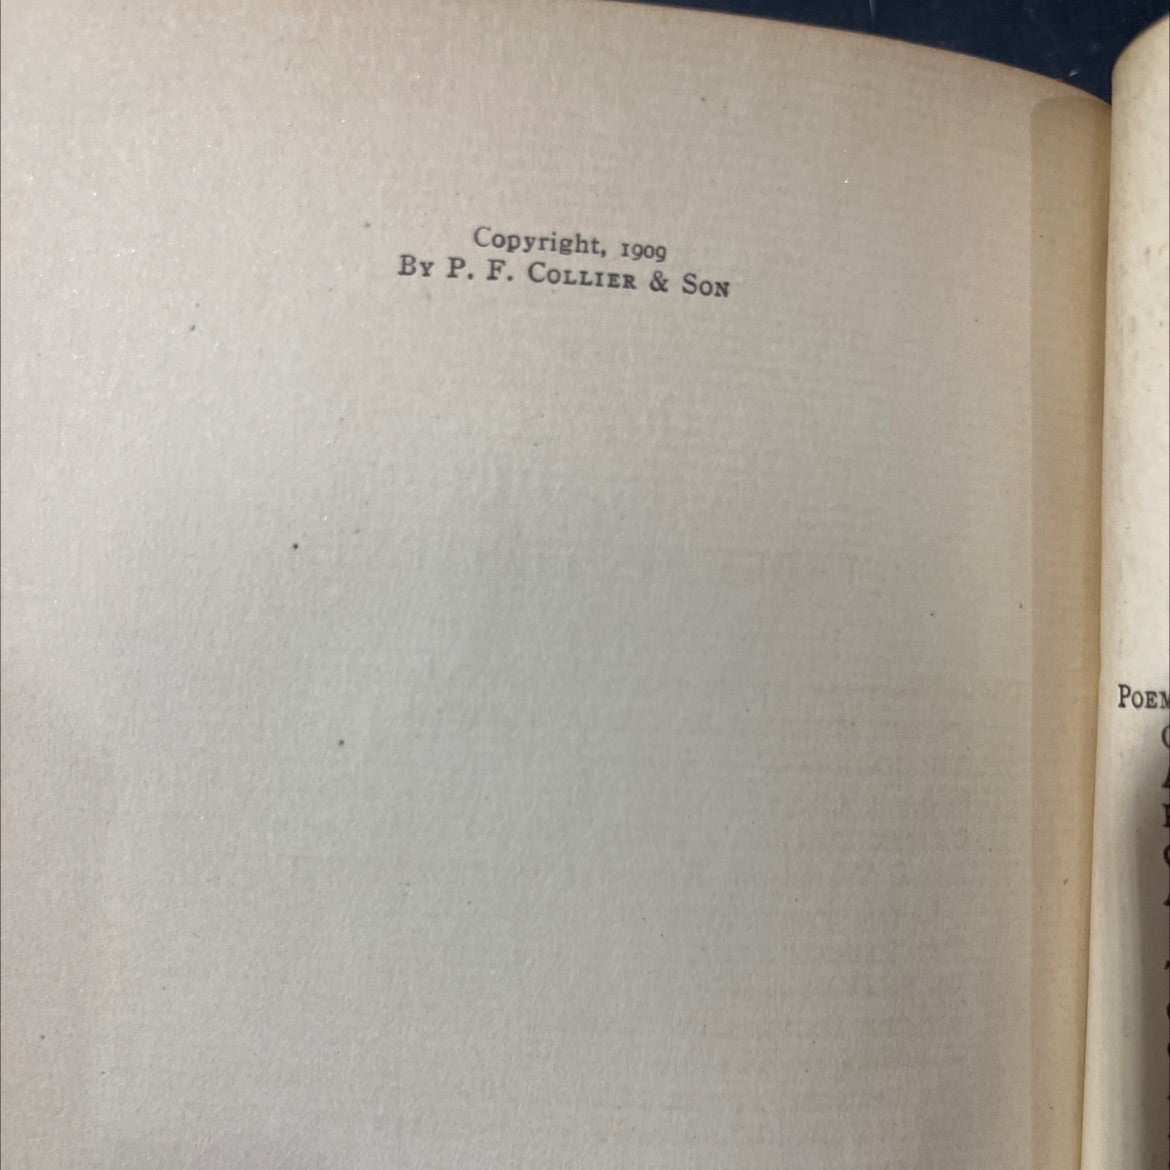 Copyright, 1909
By P. F. Collier & Son